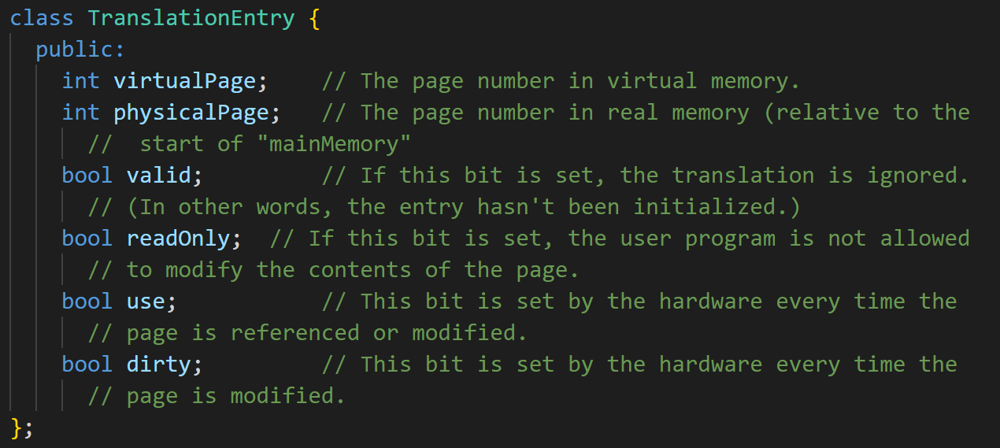 class TranslationEntry {
public:
int virtualPage; // The page number in virtual memory.
int physicalPage; // The page number in real memory (relative to the
// start of "mainMemory"
bool valid; // If this bit is set, the translation is ignored.
// (In other words, the entry hasn't been initialized.)
bool readOnly; // If this bit is set, the user program is not allowed
// to modify the contents of the page.
bool use; // This bit is set by the hardware every time the
// page is referenced or modified.
bool dirty; // This bit is set by the hardware every time the
// page is modified.
};